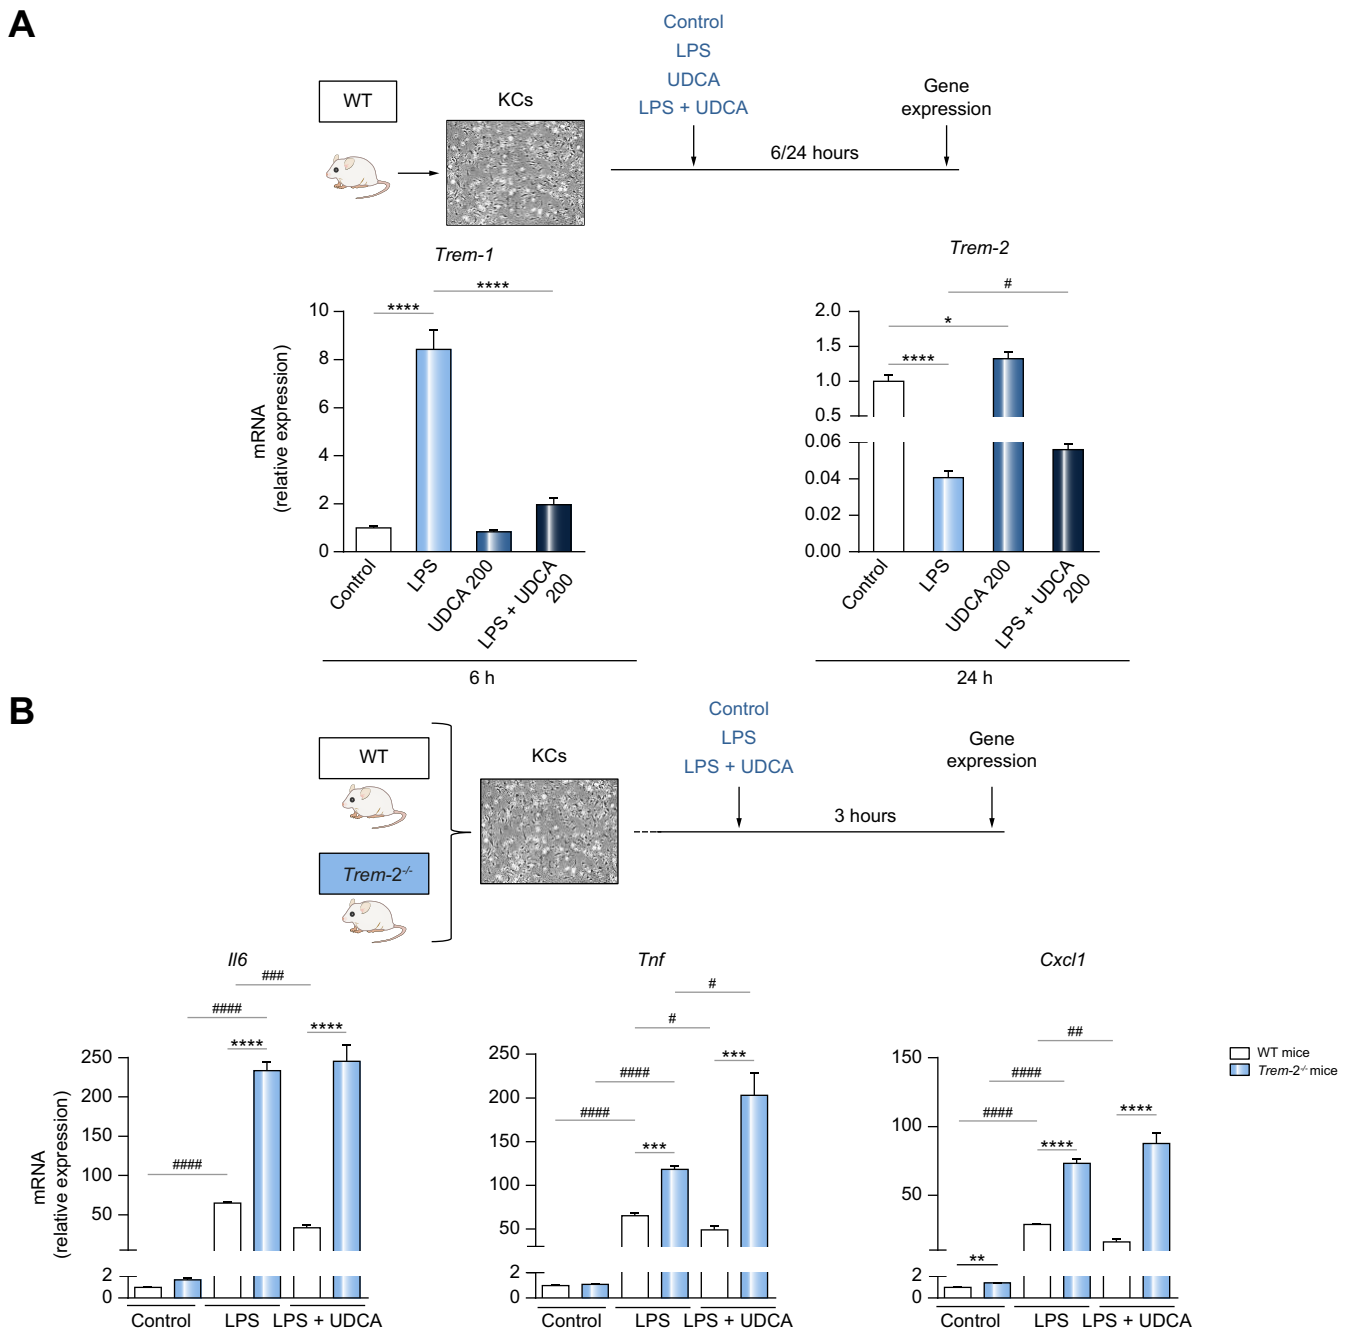 A
Control
LPS
UDCA
LPS + UDCA
WT
KCs
Gene
expression
6/24 hours
Trem-1
****
****
mRNA
(relative expression)
10
8
6
4
2
0
Control
LPS
UDCA 200
LPS + UDCA
200
6 h
Trem-2
#
*
****
2.0
1.5
1.0
0.5
0.06
0.04
0.02
0.00
Control
LPS
UDCA 200
LPS + UDCA
200
24 h
B
Control
LPS
LPS + UDCA
WT
KCs
Gene
expression
3 hours
Trem-2-/-
Il6
###
####
****
****
####
mRNA
(relative expression)
250
200
150
100
50
2
0
Control
LPS
LPS + UDCA
Tnf
#
#
***
####
####
***
250
200
150
100
50
2
0
Control
LPS
LPS + UDCA
Cxcl1
##
####
####
****
****
**
150
100
50
2
0
Control
LPS
LPS + UDCA
WT mice
Trem-2-/- mice